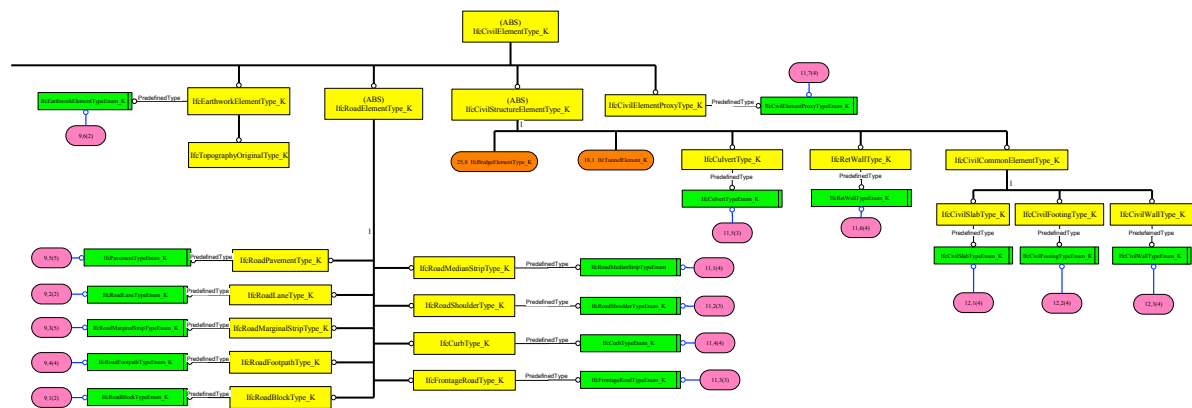 (ABS)
IfcCivilElementType_K
IfcEarthworkElementTypeEnum_K
PredefinedType
IfcEarthworkElementType_K
9,6(2)
IfcTopographyOriginalType_K
(ABS)
IfcRoadElementType_K
1
(ABS)
IfcCivilStructureElementType_K
1
IfcCivilElementProxyType_K
PredefinedType
IfcCivilElementProxyTypeEnum_K
11,7(4)
25,8 IfcBridgeElementType_K
18,1 IfcTunnelElement_K
IfcCulvertType_K
PredefinedType
IfcCulvertTypeEnum_K
11,5(3)
IfcRetWallType_K
PredefinedType
IfcRetWallTypeEnum_K
11,6(4)
IfcCivilCommonElementType_K
1
IfcCivilSlabType_K
PredefenedType
IfcCivilSlabTypeEnum_K
12,1(4)
IfcCivilFootingType_K
PredefinedType
IfcCivilFootingTypeEnum_K
12,2(4)
IfcCivilWallType_K
PredefinedType
IfcCivilWallTypeEnum_K
12,3(4)
9,5(5)
IfcPavementTypeEnum_K
PredefinedType
IfcRoadPavementType_K
9,2(2)
IfcRoadLaneTypeEnum_K
PredefinedType
IfcRoadLaneType_K
9,3(5)
IfcRoadMarginalStripTypeEnum_K
PredefinedType
IfcRoadMarginalStripType_K
9,4(4)
IfcRoadFootpathTypeEnum_K
PredefinedType
IfcRoadFootpathType_K
9,1(2)
IfcRoadBlockTypeEnum_K
PredefinedType
IfcRoadBlockType_K
IfcRoadMedianStripType_K
PredefinedType
IfcRoadMedianStripTypeEnum
11,1(4)
IfcRoadShoulderType_K
PredefinedType
IfcRoadShoulderTypeEnum_K
11,2(3)
IfcCurbType_K
PredefinedType
IfcCurbTypeEnum_K
11,4(4)
IfcFrontageRoadType_K
PredefinedType
IfcFrontageRoadTypeEnum_K
11,3(3)